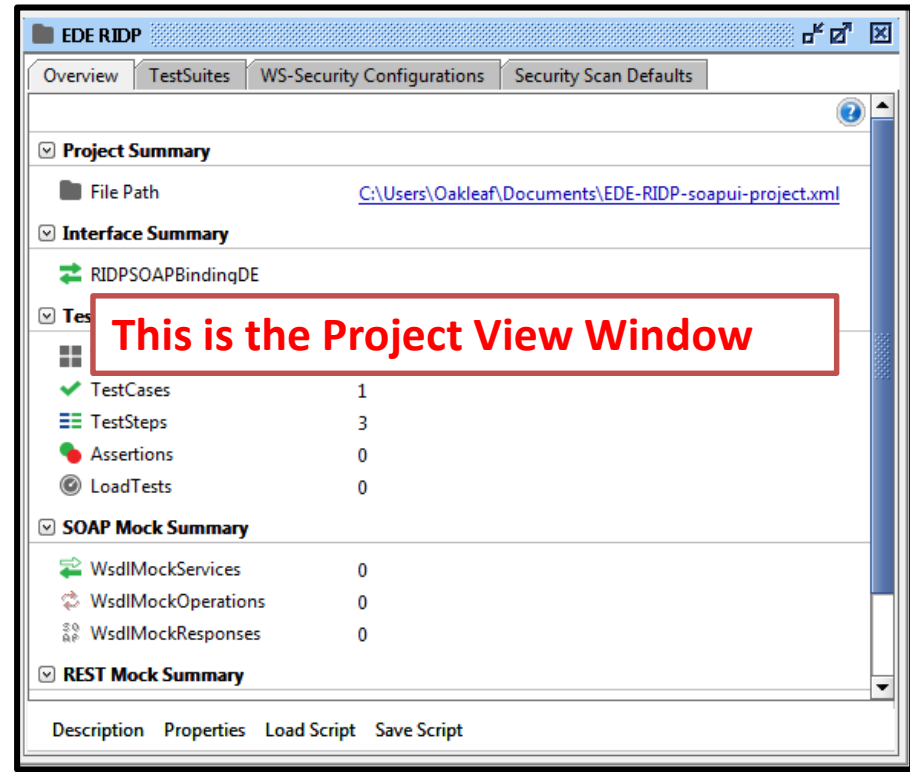 EDE RIDP
Overview TestSuites WS-Security Configurations Security Scan Defaults
?
Project Summary
File Path C:\Users\Oakleaf\Documents\EDE-RIDP-soapui-project.xml
Interface Summary
RIDPSOAPBindingDE
Tes
This is the Project View Window
TestCases 1
TestSteps 3
Assertions 0
LoadTests 0
SOAP Mock Summary
WsdlMockServices 0
WsdlMockOperations 0
WsdlMockResponses 0
REST Mock Summary
Description Properties Load Script Save Script